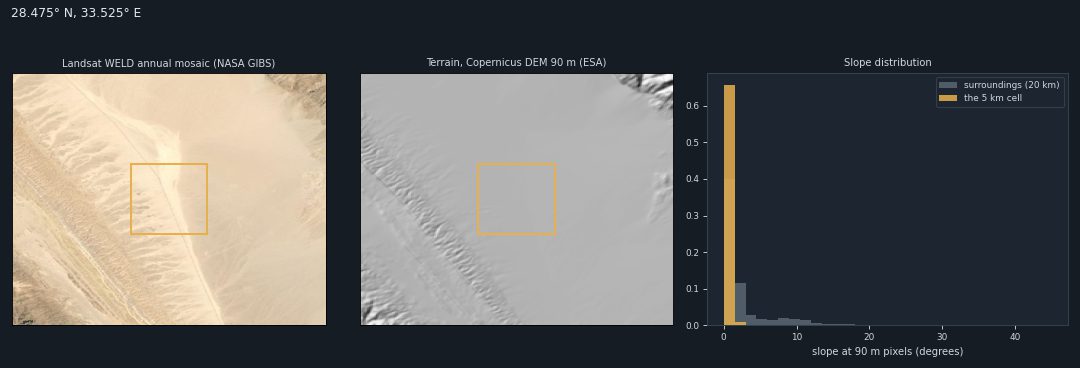 28.475° N, 33.525° E
Landsat WELD annual mosaic (NASA GIBS)
Terrain, Copernicus DEM 90 m (ESA)
Slope distribution
surroundings (20 km)
the 5 km cell
0.6
0.5
0.4
0.3
0.2
0.1
0.0
0 10 20 30 40
slope at 90 m pixels (degrees)